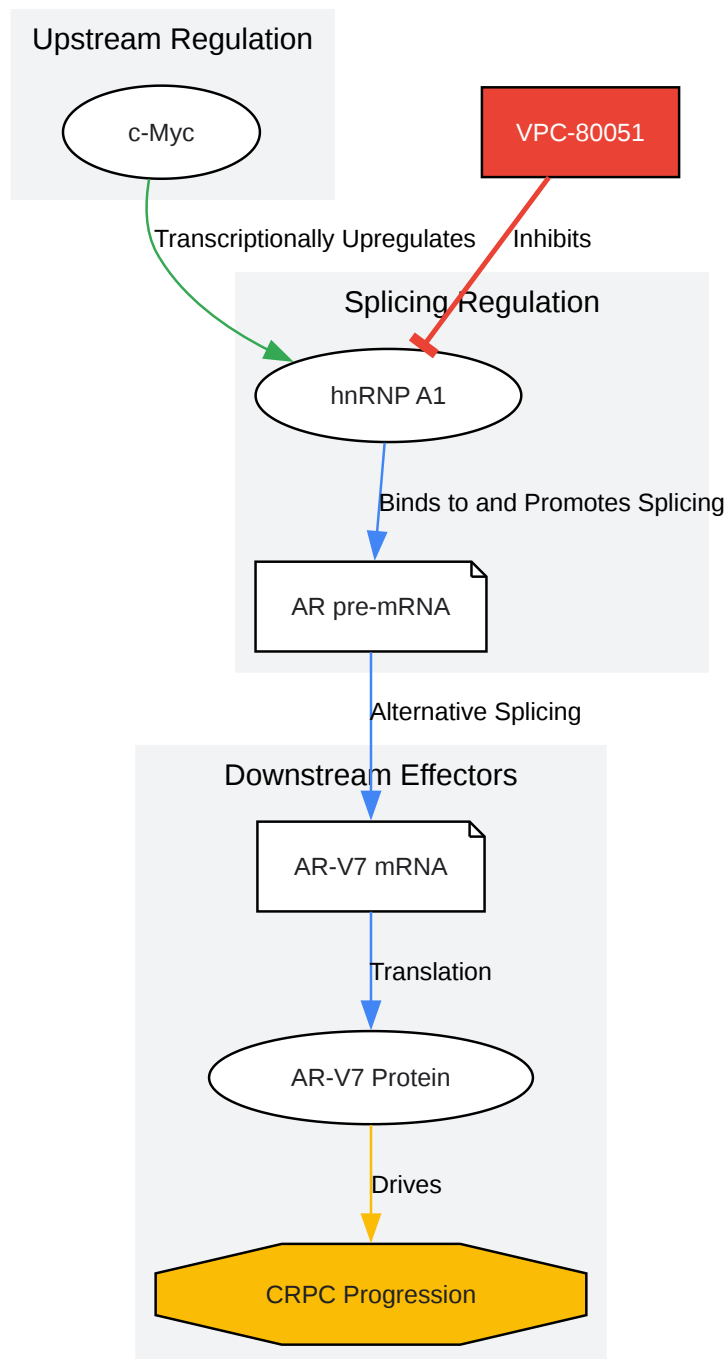 Upstream Regulation
c-Myc
VPC-80051
Transcriptionally Upregulates
Inhibits
Splicing Regulation
hnRNP A1
Binds to and Promotes Splicing
AR pre-mRNA
Alternative Splicing
Downstream Effectors
AR-V7 mRNA
Translation
AR-V7 Protein
Drives
CRPC Progression